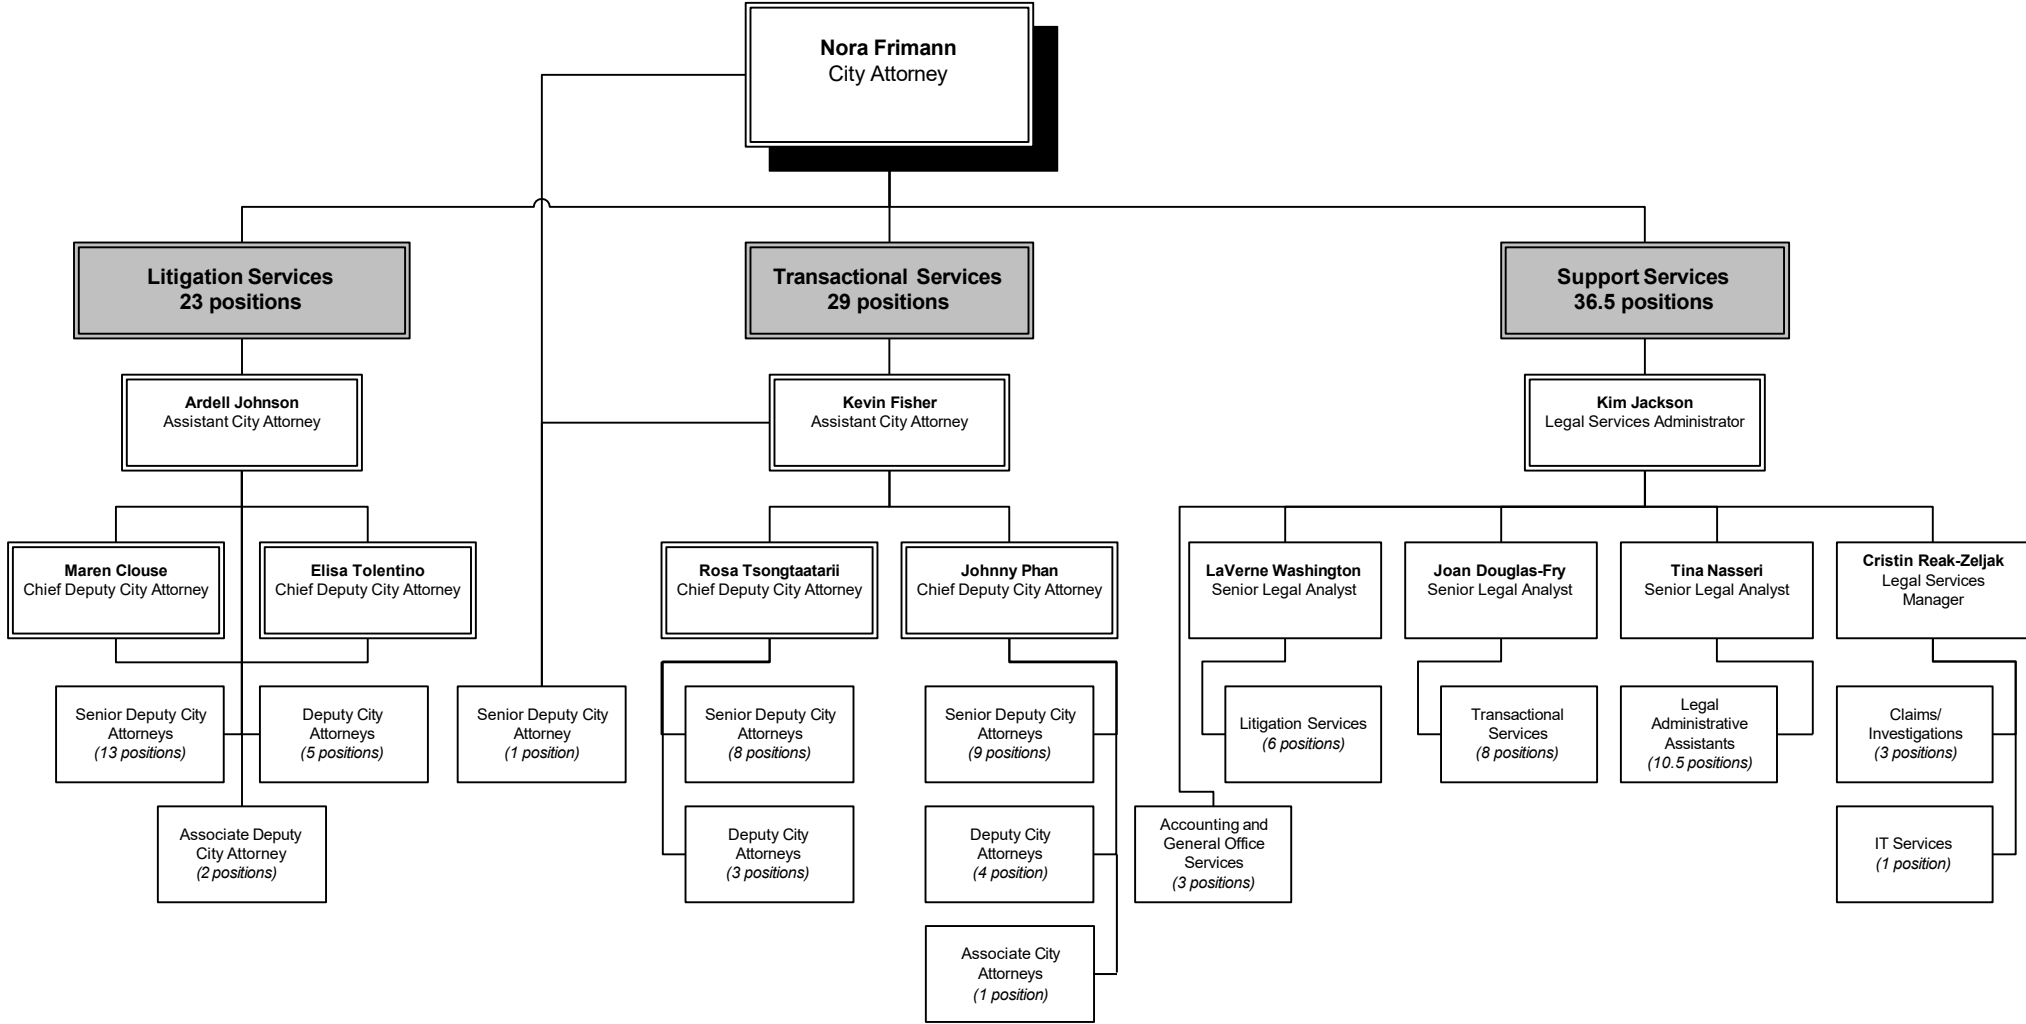 Nora Frimann
City Attorney
Litigation Services
23 positions
Transactional Services
29 positions
Support Services
36.5 positions
Ardell Johnson
Assistant City Attorney
Kevin Fisher
Assistant City Attorney
Kim Jackson
Legal Services Administrator
Maren Clouse
Chief Deputy City Attorney
Elisa Tolentino
Chief Deputy City Attorney
Rosa Tsongtaatarii
Chief Deputy City Attorney
Johnny Phan
Chief Deputy City Attorney
LaVerne Washington
Senior Legal Analyst
Joan Douglas-Fry
Senior Legal Analyst
Tina Nasseri
Senior Legal Analyst
Cristin Reak-Zeljak
Legal Services
Manager
Senior Deputy City
Attorneys
(13 positions)
Deputy City
Attorneys
(5 positions)
Senior Deputy City
Attorney
(1 position)
Senior Deputy City
Attorneys
(8 positions)
Senior Deputy City
Attorneys
(9 positions)
Litigation Services
(6 positions)
Transactional
Services
(8 positions)
Legal
Administrative
Assistants
(10.5 positions)
Claims/
Investigations
(3 positions)
Associate Deputy
City Attorney
(2 positions)
Deputy City
Attorneys
(3 positions)
Deputy City
Attorneys
(4 position)
Accounting and
General Office
Services
(3 positions)
IT Services
(1 position)
Associate City
Attorneys
(1 position)